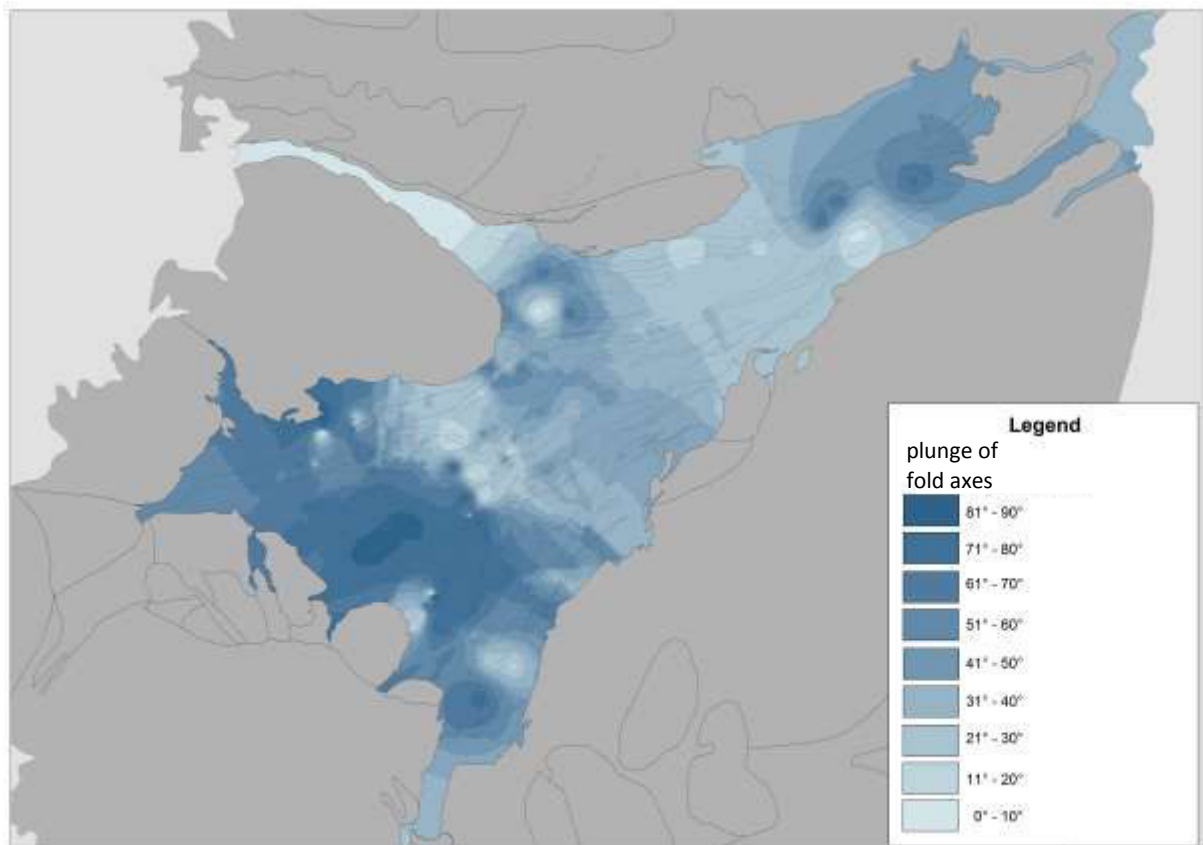 Legend
plunge of
fold axes
81° - 90°
71° - 80°
61° - 70°
51° - 60°
41° - 50°
31° - 40°
21° - 30°
11° - 20°
0° - 10°